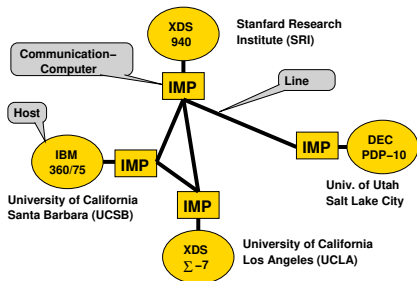 XDS
940
Stanfard Research
Institute (SRI)
Communication–
Computer
IMP
Line
Host
IBM
360/75
IMP
IMP
DEC
PDP–10
University of California
Santa Barbara (UCSB)
Univ. of Utah
Salt Lake City
IMP
XDS
Σ–7
University of California
Los Angeles (UCLA)